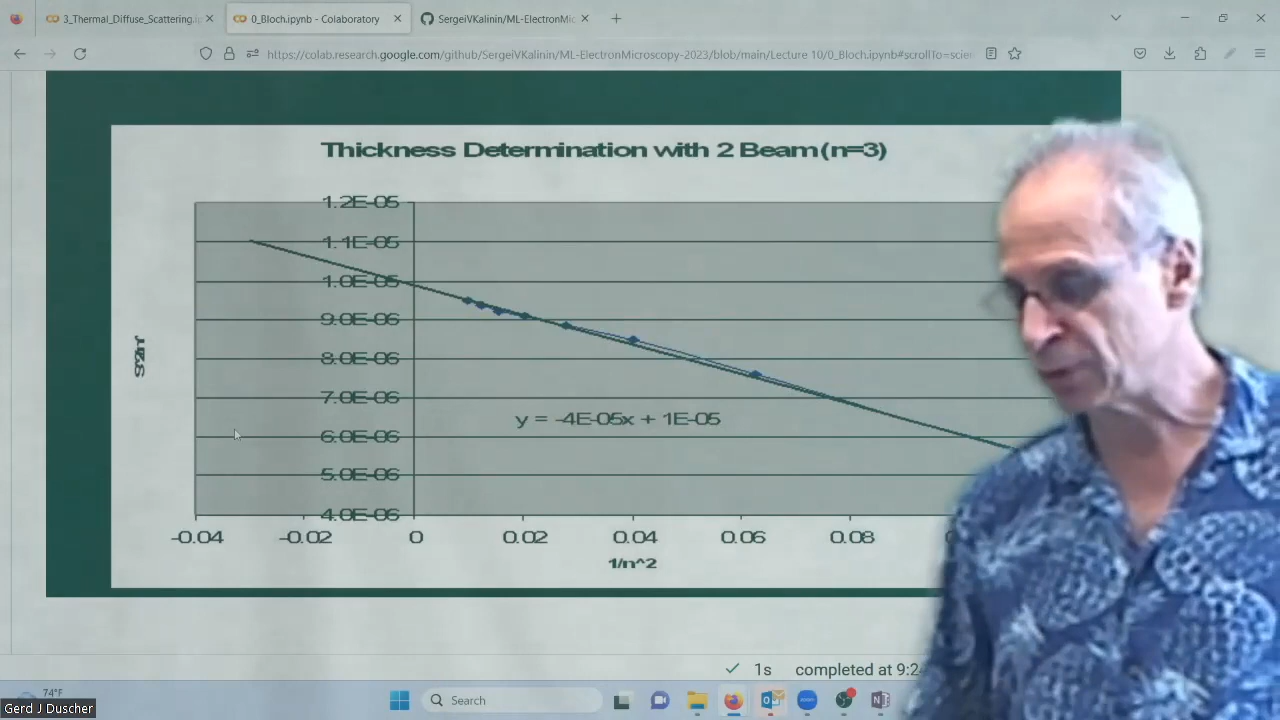 3_Thermal_Diffuse_Scattering.
0_Bloch.ipynb - Colaboratory
SergeiVKalinin/ML-ElectronMic
https://colab.research.google.com/github/SergeiVKalinin/ML-ElectronMicroscopy-2023/blob/main/Lecture 10/0_Bloch.ipynb#scrollTo=scie
Thickness Determination with 2 Beam (n=3)
1.2E-05
1.1E-05
1.0E-05
9.0E-06
8.0E-06
7.0E-06
6.0E-06
5.0E-06
4.0E-06
y = -4E-05x + 1E-05
-0.04 -0.02 0 0.02 0.04 0.06 0.08
1/n^2
1s completed at 9:2
74°F
Search
Gerd J Duscher